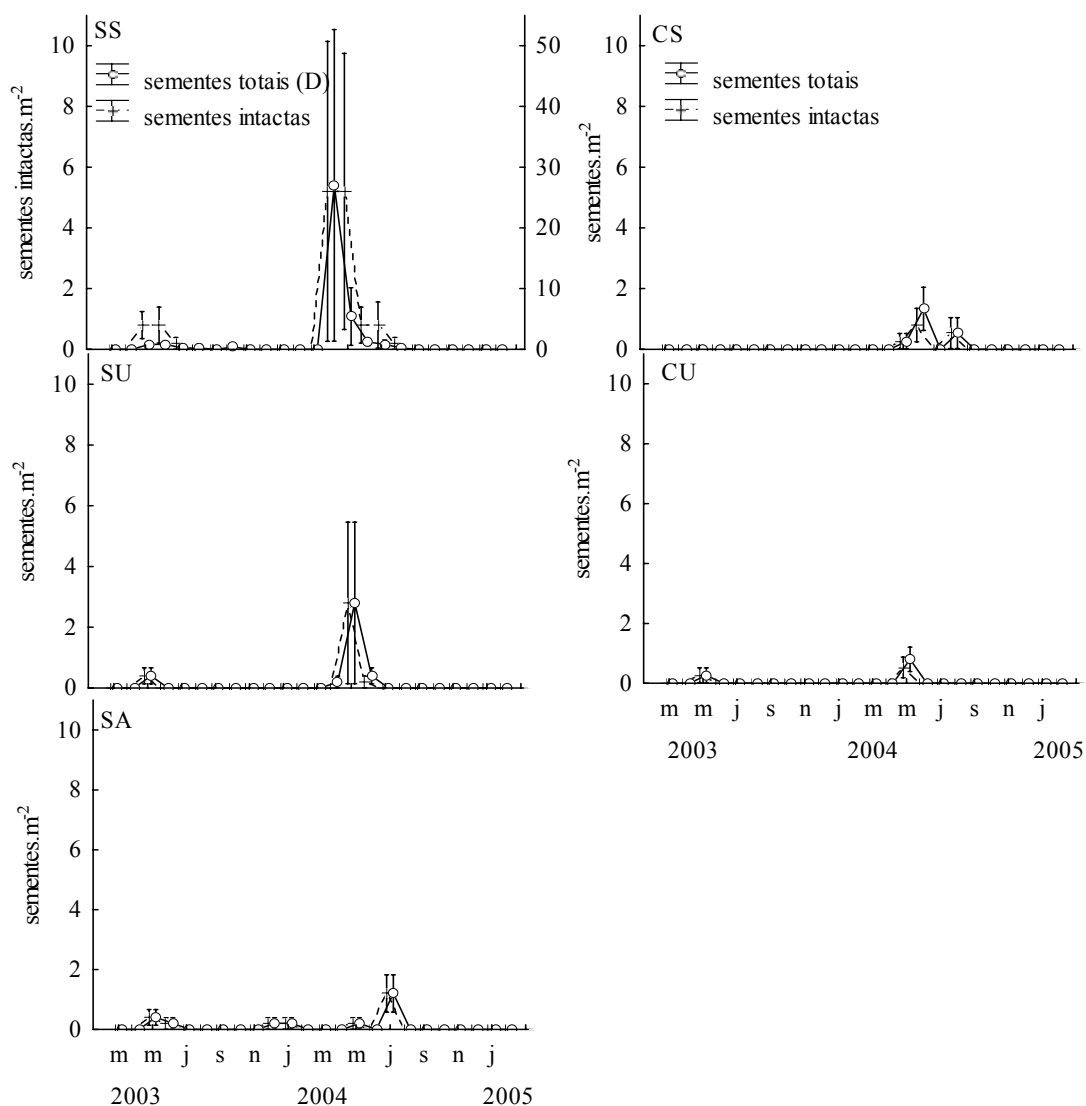 SS
sementes totais (D)
sementes intactas
sementes intactas.m-2
10
8
6
4
2
0
50
40
30
20
10
0
CS
sementes totais
sementes intactas
sementes.m-2
10
8
6
4
2
0
SU
sementes.m-2
10
8
6
4
2
0
CU
sementes.m-2
10
8
6
4
2
0
m m j s n j m m j s n j
2003 2004 2005
SA
sementes.m-2
10
8
6
4
2
0
m m j s n j m m j s n j
2003 2004 2005